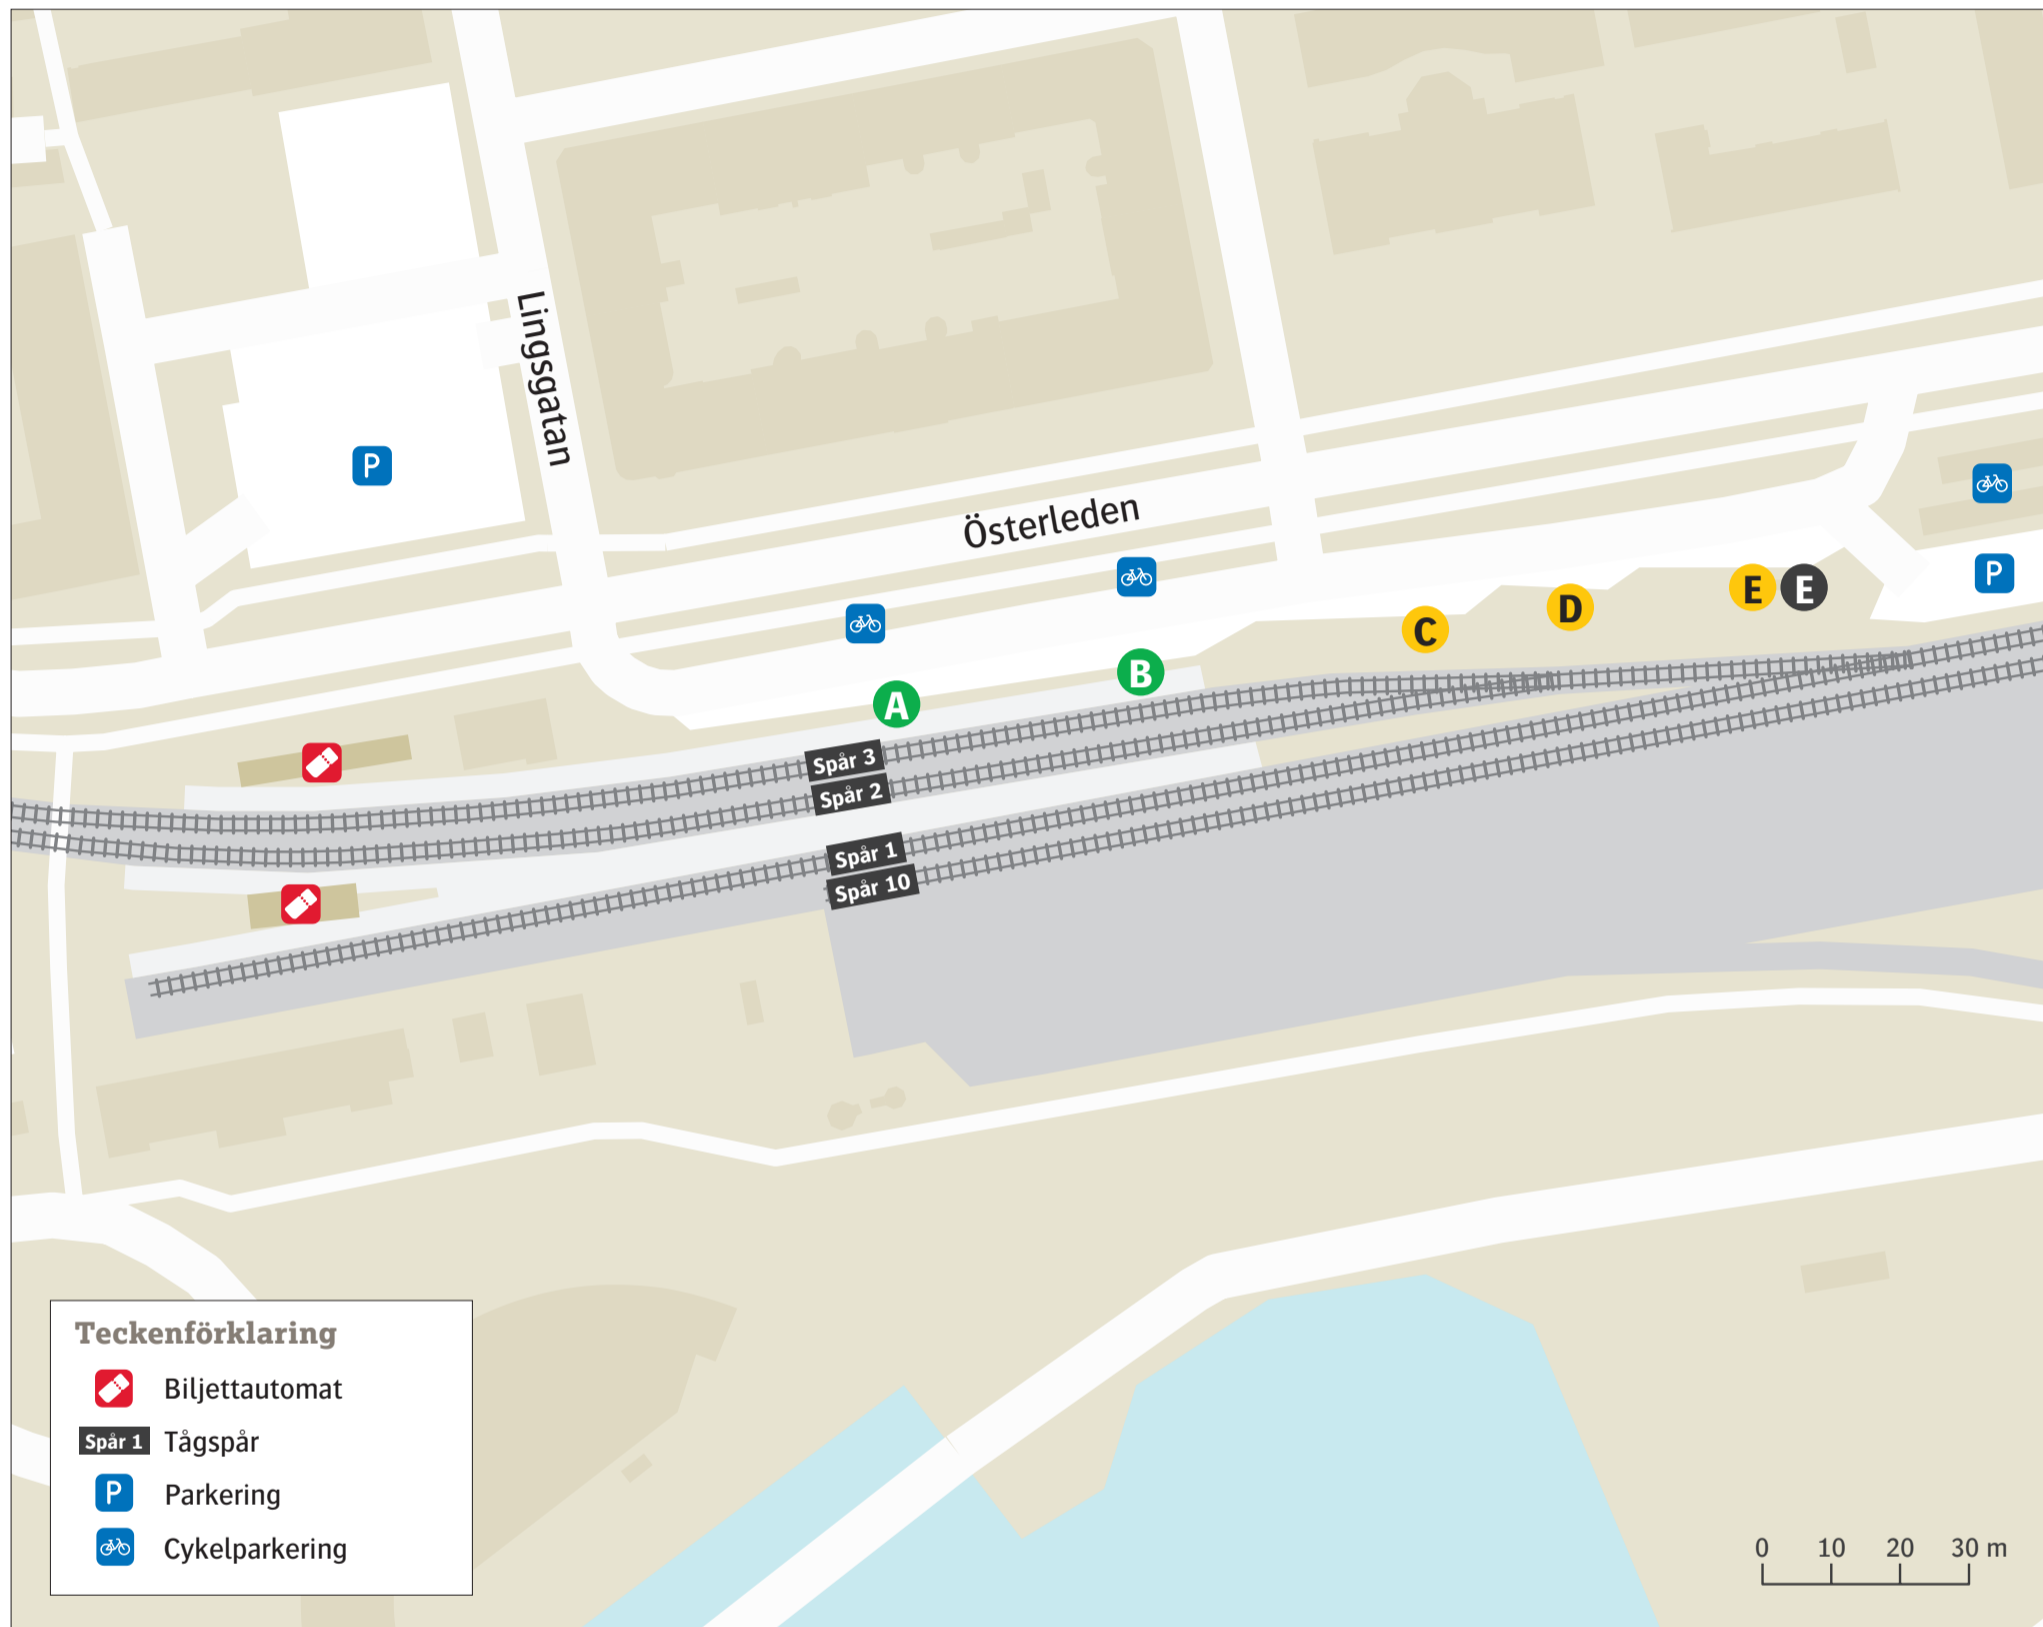 Lingsgatan
P
Österleden
E
E
P
D
C
B
A
Spår 3
Spår 2
Spår 1
Spår 10
Teckenförklaring
Biljettautomat
Spår 1 Tågspår
P Parkering
Cykelparkering
0 10 20 30 m